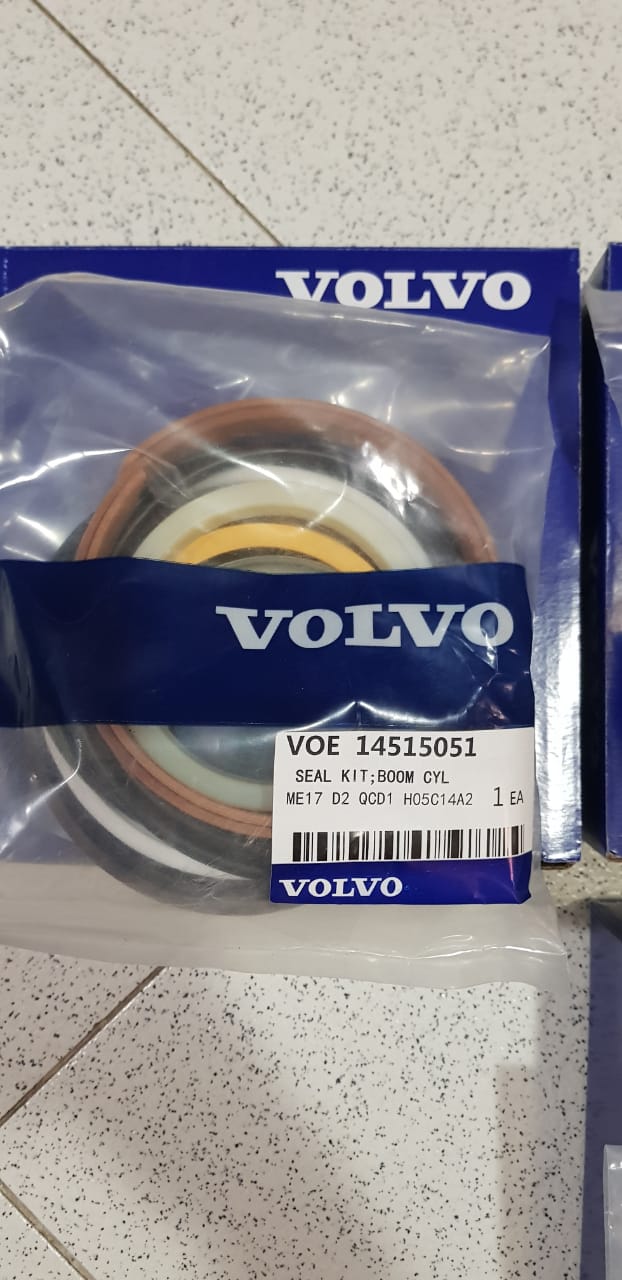 VOLVO
VOLVO
VOE 14515051
SEAL KIT;BOOM CYL
ME17 D2 QCD1 H05C14A2 1 EA
VOLVO